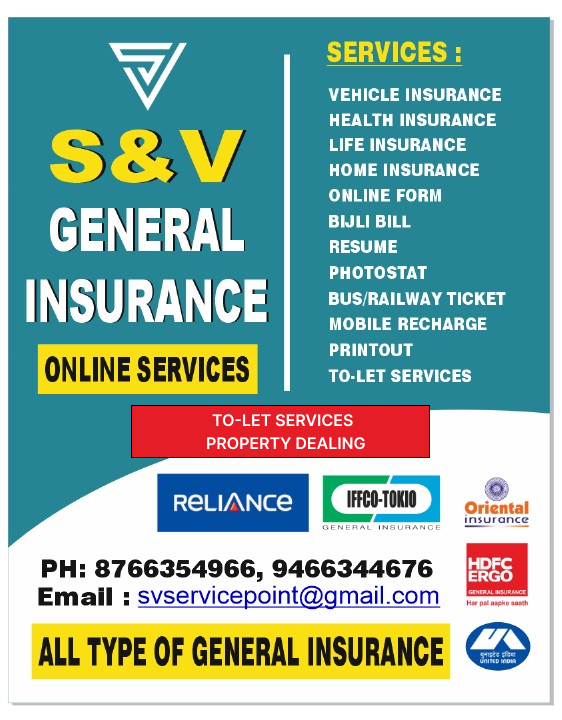 S&V
GENERAL
INSURANCE
ONLINE SERVICES
SERVICES :
VEHICLE INSURANCE
HEALTH INSURANCE
LIFE INSURANCE
HOME INSURANCE
ONLINE FORM
BIJLI BILL
RESUME
PHOTOSTAT
BUS/RAILWAY TICKET
MOBILE RECHARGE
PRINTOUT
TO-LET SERVICES
TO-LET SERVICES
PROPERTY DEALING
RELIANCE
IFFCO-TOKIO
GENERAL INSURANCE
Oriental
insurance
HDFC
ERGO
GENERAL INSURANCE
Har pal aapke saath
यूनाइटेड इंडिया
UNITED INDIA
PH: 8766354966, 9466344676
Email : svservicepoint@gmail.com
ALL TYPE OF GENERAL INSURANCE